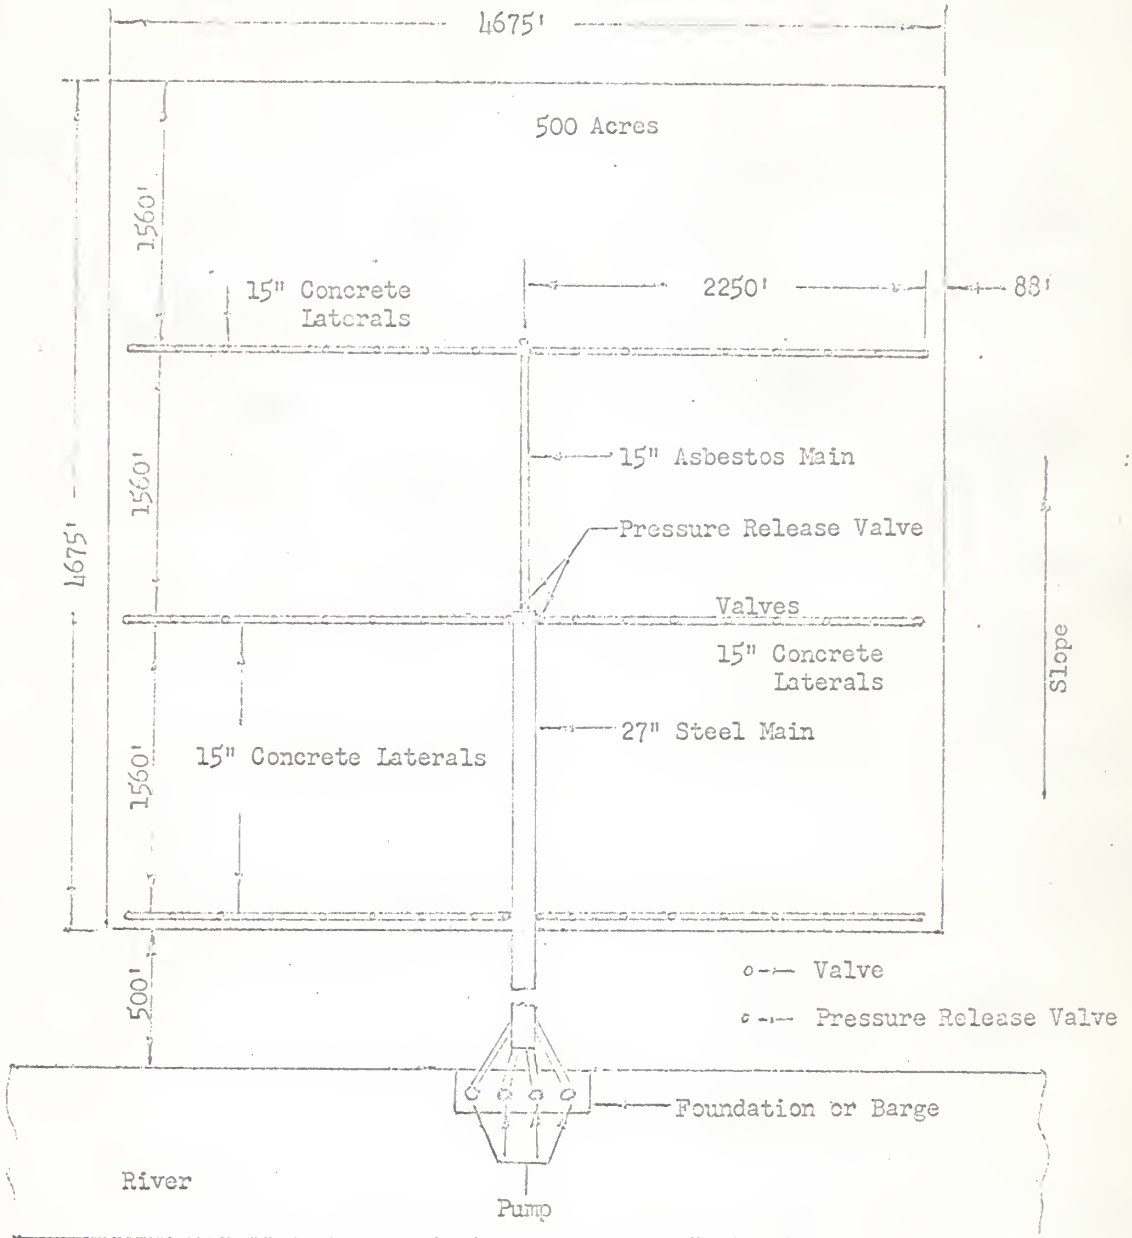 4675'
500 Acres
1560'
15" Concrete
Laterals
2250'
88'
15" Asbestos Main
1560'
Pressure Release Valve
4675'
Valves
15" Concrete
Laterals
Slope
27" Steel Main
15" Concrete Laterals
1560'
o--- Valve
500'
o--- Pressure Release Valve
Foundation or Barge
River
Pump